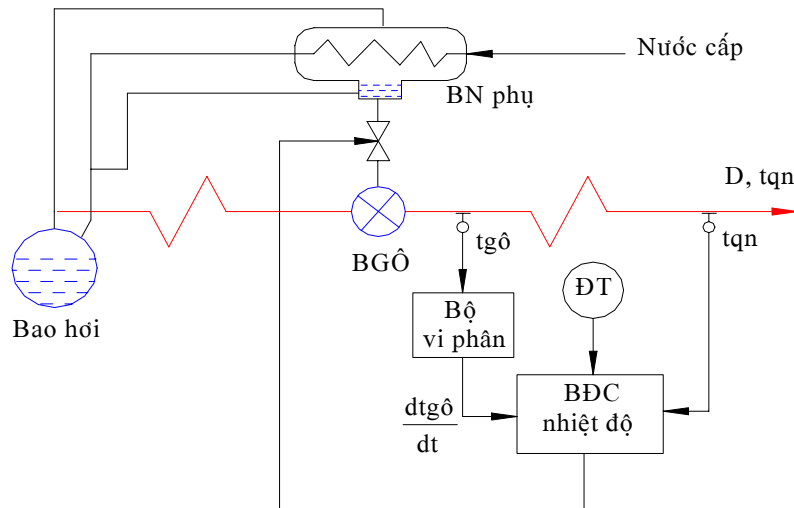 Nước cấp
BN phụ
D, tqn
BGÔ
tgô
tqn
Bao hơi
ĐT
Bộ
vi phân
BĐC
nhiệt độ
dtgô
dt